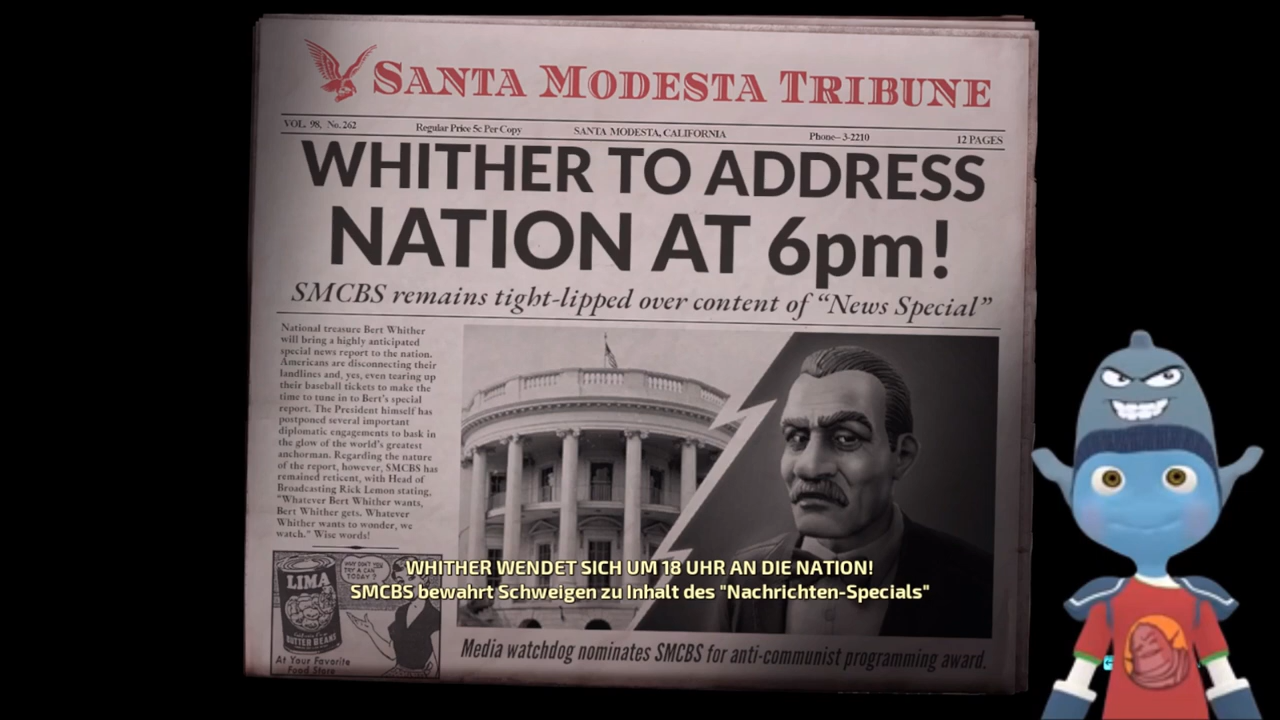 SANTA MODESTA TRIBUNE
VOL. 98, No. 262 Regular Price 5c Per Copy SANTA MODESTA, CALIFORNIA Phone–3-2210 12 PAGES
WHITHER TO ADDRESS
NATION AT 6pm!
SMCBS remains tight-lipped over content of “News Special”
National treasure Bert Whither
will bring a highly anticipated
special news report to the nation.
Americans are disconnecting their
landlines and, yes, even tearing up
their baseball tickets to make the
time to tune in to Bert's special
report. The President himself has
postponed several important
diplomatic engagements to bask in
the glow of the world's greatest
anchorman. Regarding the nature
of the report, however, SMCBS has
remained reticent, with Head of
Broadcasting Rick Lemon stating,
"Whatever Bert Whither wants,
Bert Whither gets. Whatever
Whither wants to wonder, we
watch." Wise words!
WHY DON'T YOU
TRY A CAN
TODAY?
LIMA
BUTTER BEANS
At Your Favorite
Food Store
WHITHER WENDET SICH UM 18 UHR AN DIE NATION!
SMCBS bewahrt Schweigen zu Inhalt des "Nachrichten-Specials"
Media watchdog nominates SMCBS for anti-communist programming award.